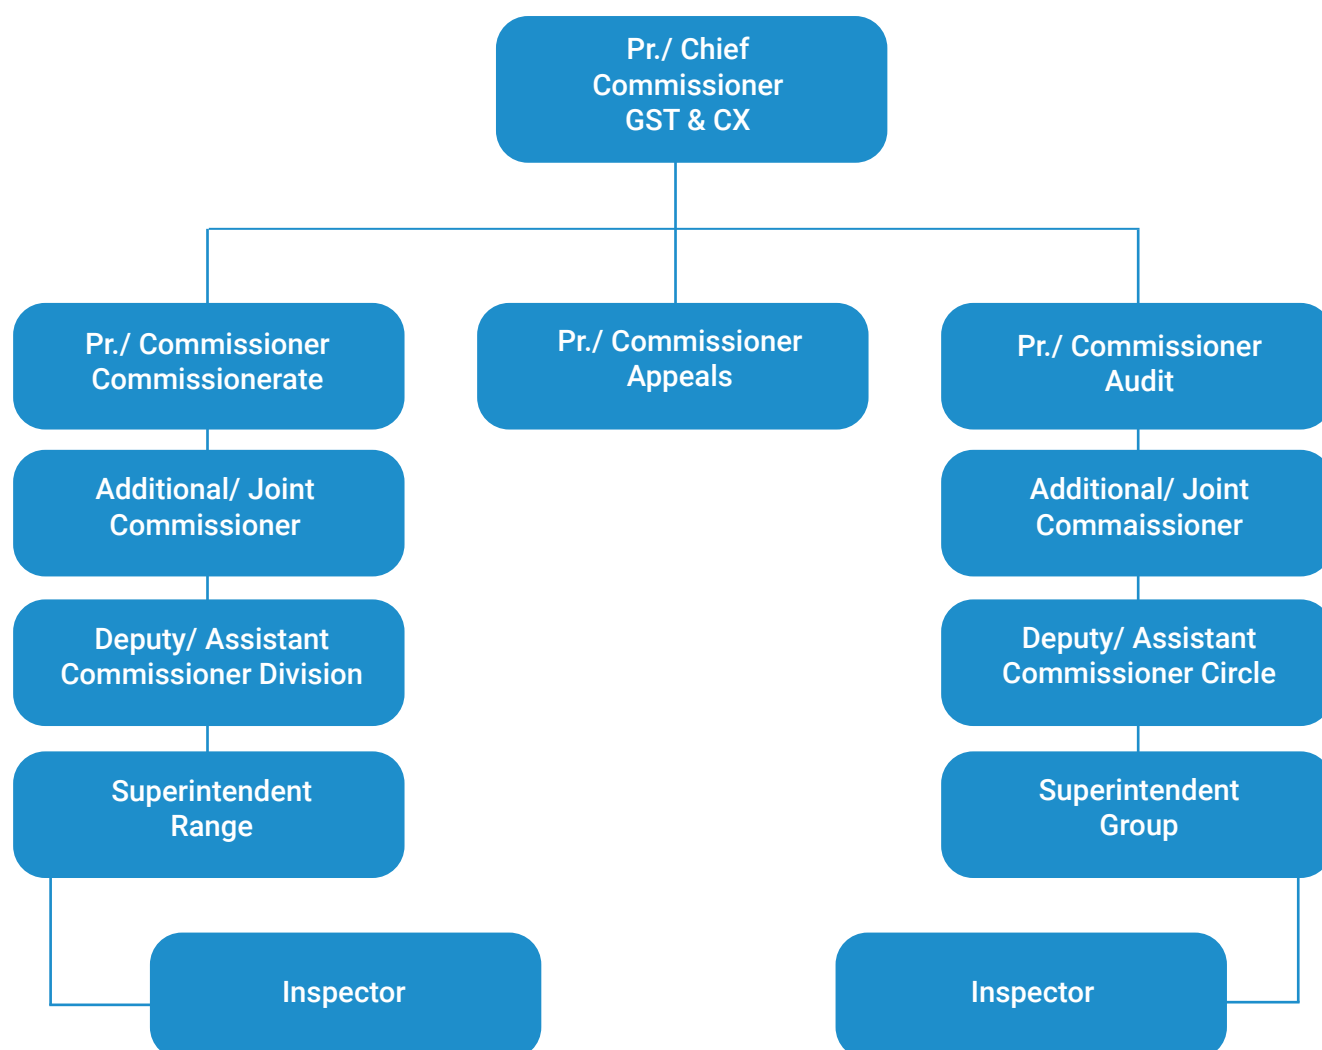 Pr./ Chief
Commissioner
GST & CX
Pr./ Commissioner
Commissionerate
Pr./ Commissioner
Appeals
Pr./ Commissioner
Audit
Additional/ Joint
Commissioner
Additional/ Joint
Commaissioner
Deputy/ Assistant
Commissioner Division
Deputy/ Assistant
Commissioner Circle
Superintendent
Range
Superintendent
Group
Inspector
Inspector